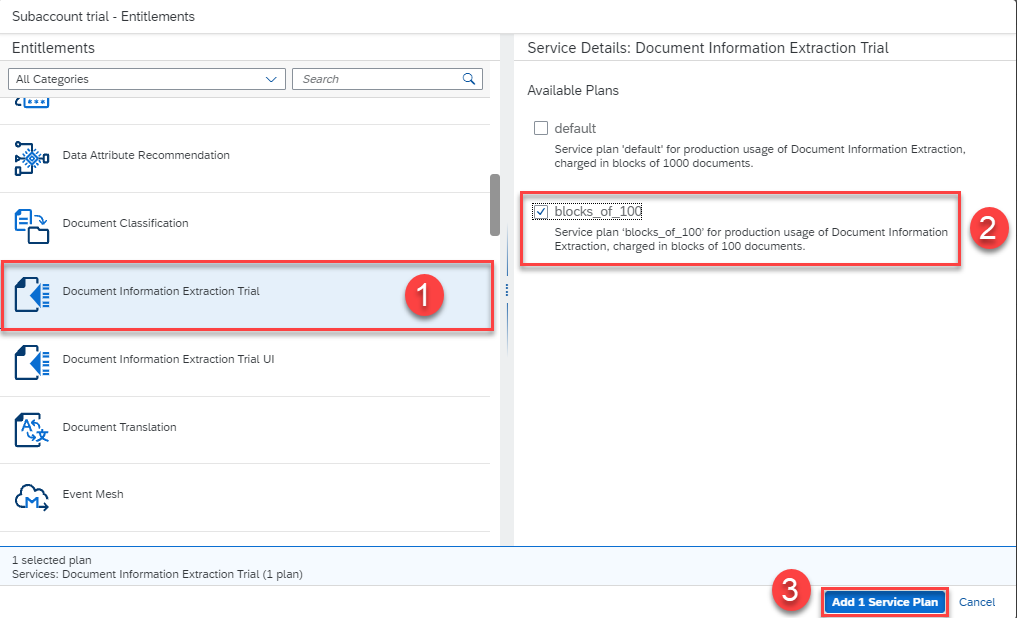 Subaccount trial - Entitlements
Entitlements
All Categories
Search
Data Attribute Recommendation
Document Classification
Document Information Extraction Trial
1
Document Information Extraction Trial UI
Document Translation
Event Mesh
Service Details: Document Information Extraction Trial
Available Plans
default
Service plan 'default' for production usage of Document Information Extraction,
charged in blocks of 1000 documents.
blocks_of_100
Service plan 'blocks_of_100' for production usage of Document Information
Extraction, charged in blocks of 100 documents.
2
1 selected plan
Services: Document Information Extraction Trial (1 plan)
3
Add 1 Service Plan
Cancel